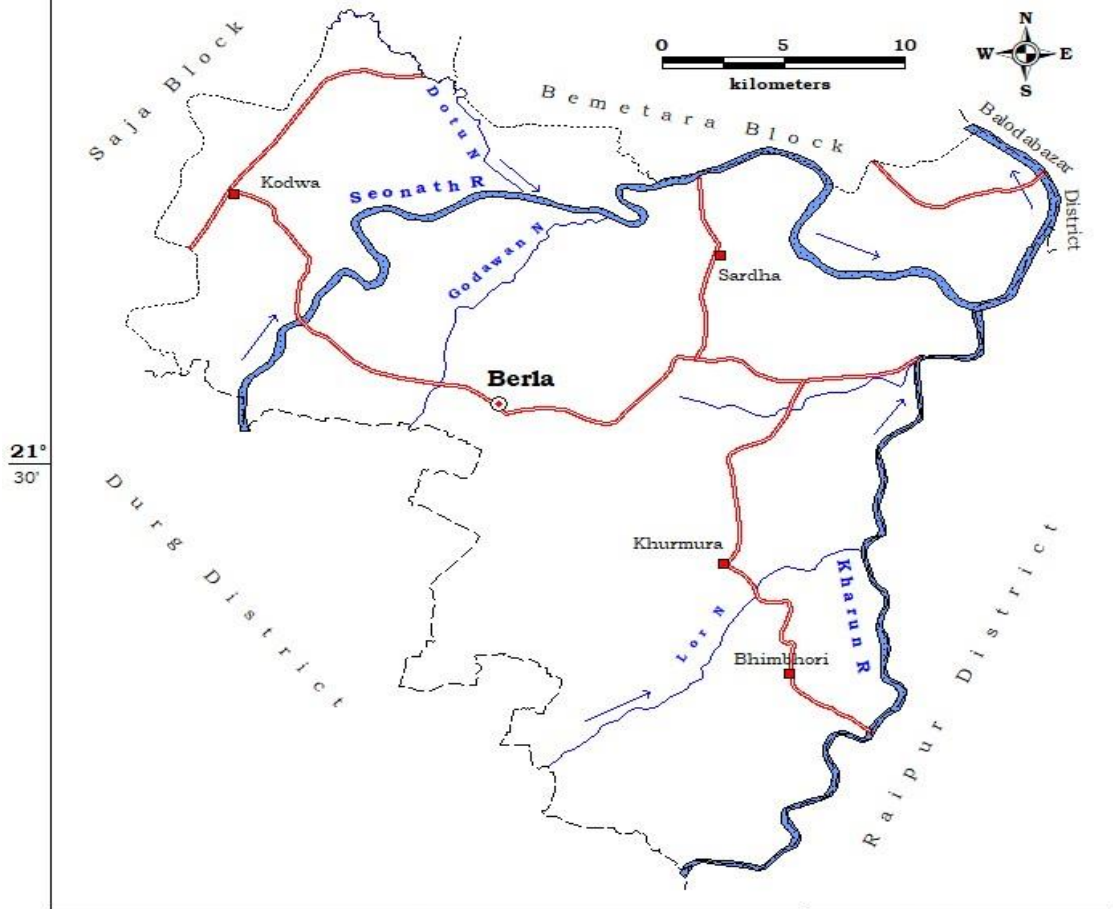 N
W E
S
0 5 10
kilometers
Saja Block
Bemetara Block
Balodabazar
District
Dotu N
Kodwa
Seonath R
Godawan N
Sardha
Berla
21°
30'
Durg District
Khurmura
Kharun R
Lor N
Bhimbhori
Raipur District